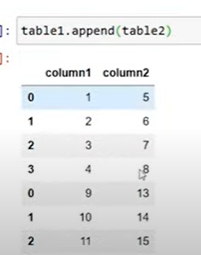 ]: table1.append(table2)
]:
column1 column2
0 1 5
1 2 6
2 3 7
3 4 8
0 9 13
1 10 14
2 11 15